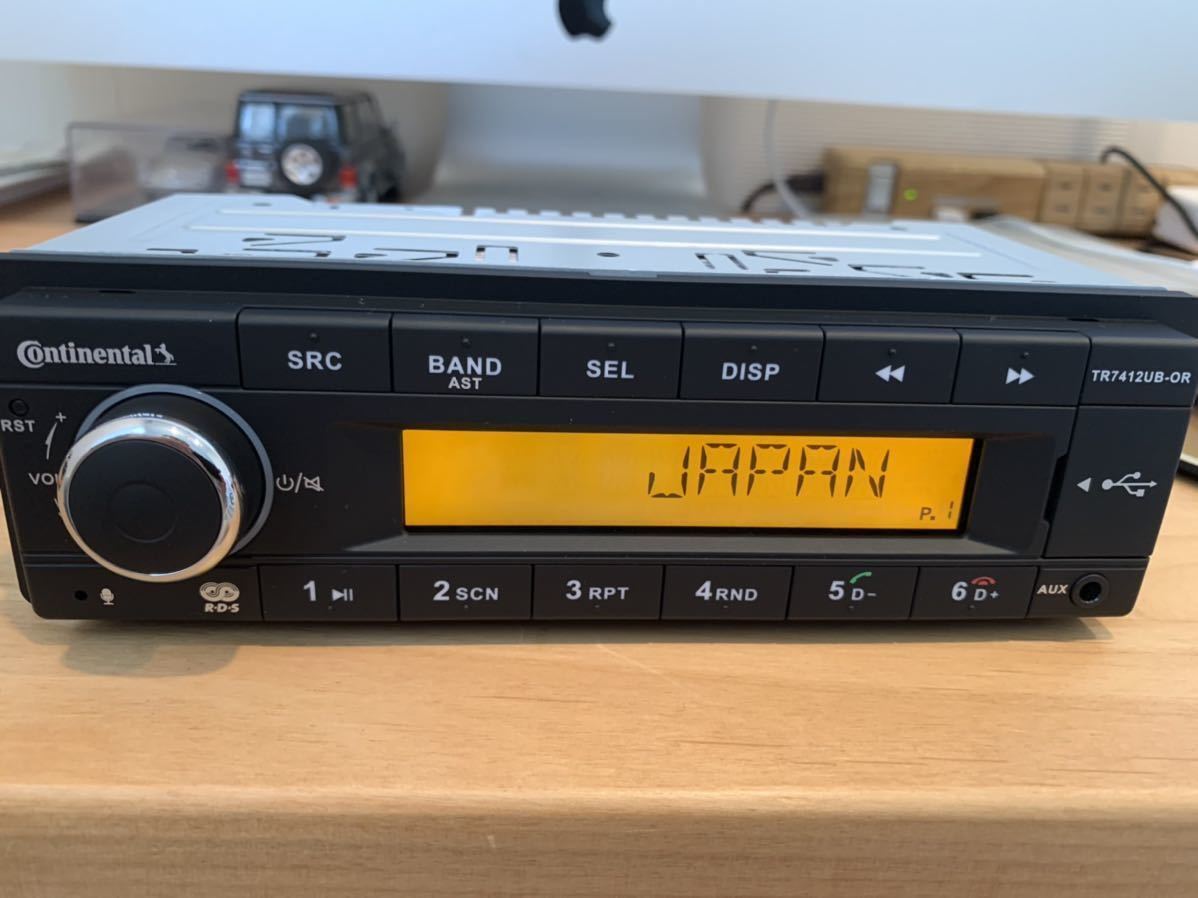 Continental
SRC
BAND
AST
SEL
DISP
TR7412UB-OR
RST
+
VOL
JAPAN
P. 1
1
2 SCN
3 RPT
4 RND
5 D-
6 D+
AUX
R·D·S